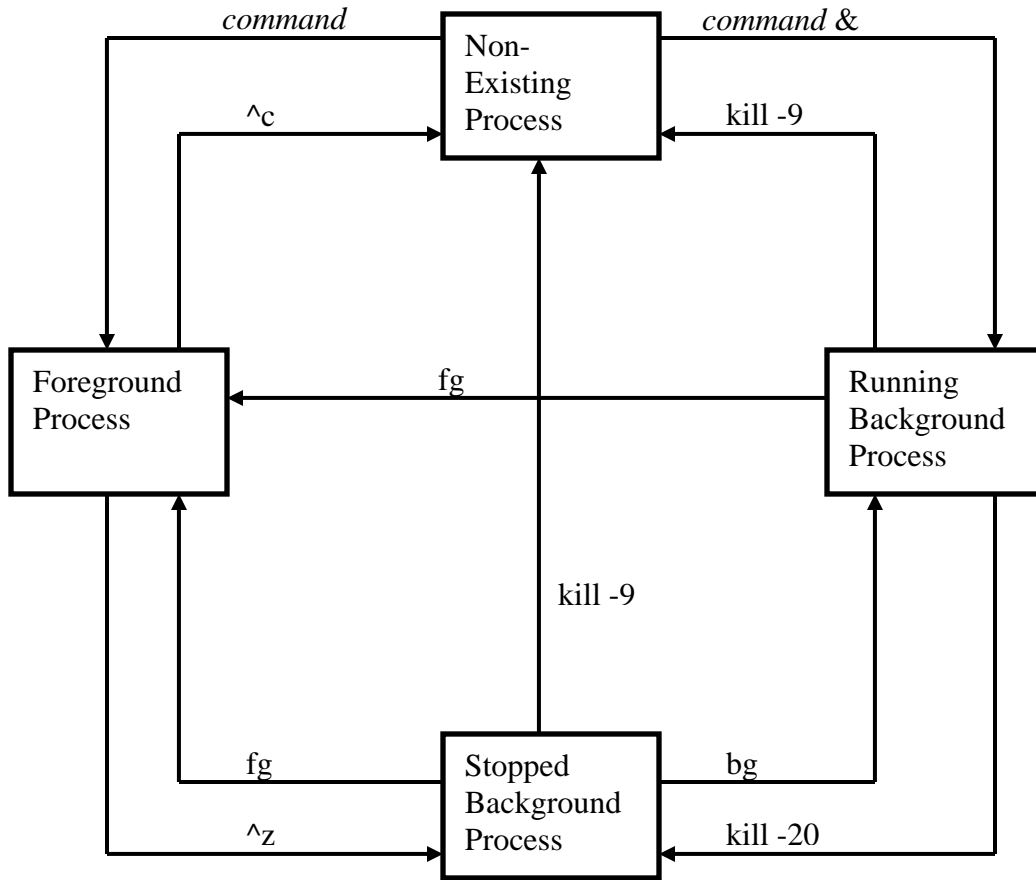 command
command &
Non-
Existing
Process
^c
kill -9
Foreground
Process
fg
Running
Background
Process
kill -9
fg
Stopped
Background
Process
bg
^z
kill -20